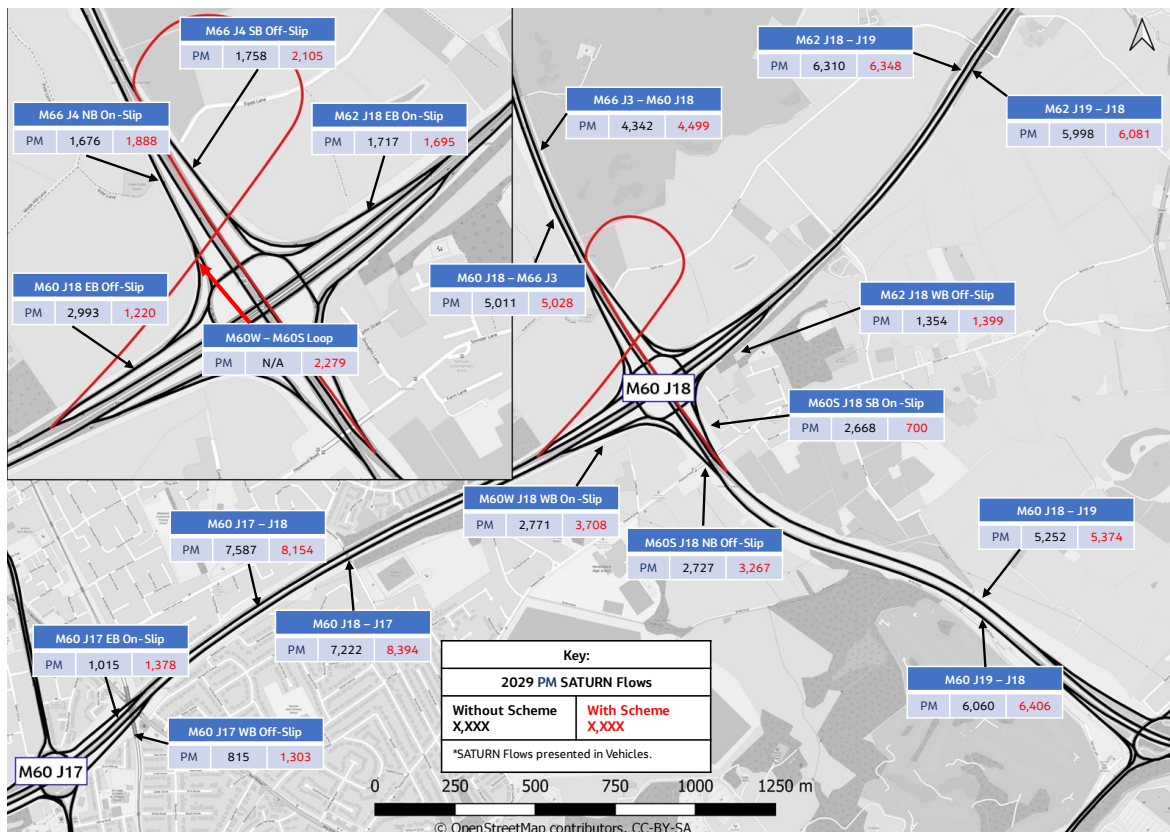 M66 J4 SB Off-Slip
PM 1,758 2,105
M66 J4 NB On-Slip
PM 1,676 1,888
M62 J18 EB On-Slip
PM 1,717 1,695
M60 J18 EB Off-Slip
PM 2,993 1,220
M60W – M60S Loop
PM N/A 2,279
M62 J18 – J19
PM 6,310 6,348
M66 J3 – M60 J18
PM 4,342 4,499
M62 J19 – J18
PM 5,998 6,081
M60 J18 – M66 J3
PM 5,011 5,028
M62 J18 WB Off-Slip
PM 1,354 1,399
M60 J18
M60S J18 SB On-Slip
PM 2,668 700
M60W J18 WB On-Slip
PM 2,771 3,708
M60S J18 NB Off-Slip
PM 2,727 3,267
M60 J18 – J19
PM 5,252 5,374
M60 J17 – J18
PM 7,587 8,154
M60 J18 – J17
PM 7,222 8,394
M60 J17 EB On-Slip
PM 1,015 1,378
M60 J19 – J18
PM 6,060 6,406
M60 J17 WB Off-Slip
PM 815 1,303
M60 J17
Key:
2029 PM SATURN Flows
Without Scheme
X,XXX
With Scheme
X,XXX
*SATURN Flows presented in Vehicles.
0 250 500 750 1000 1250 m
© OpenStreetMap contributors, CC-BY-SA